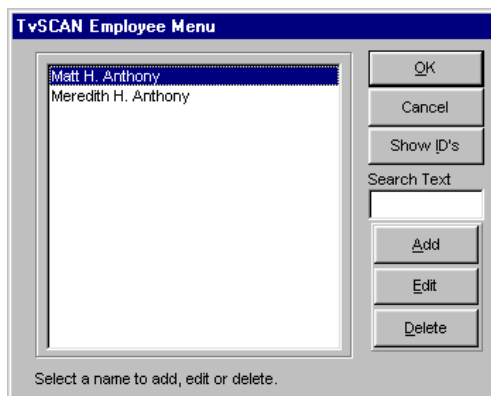 TvSCAN Employee Menu
Matt H. Anthony
Meredith H. Anthony
OK
Cancel
Show ID's
Search Text
Add
Edit
Delete
Select a name to add, edit or delete.